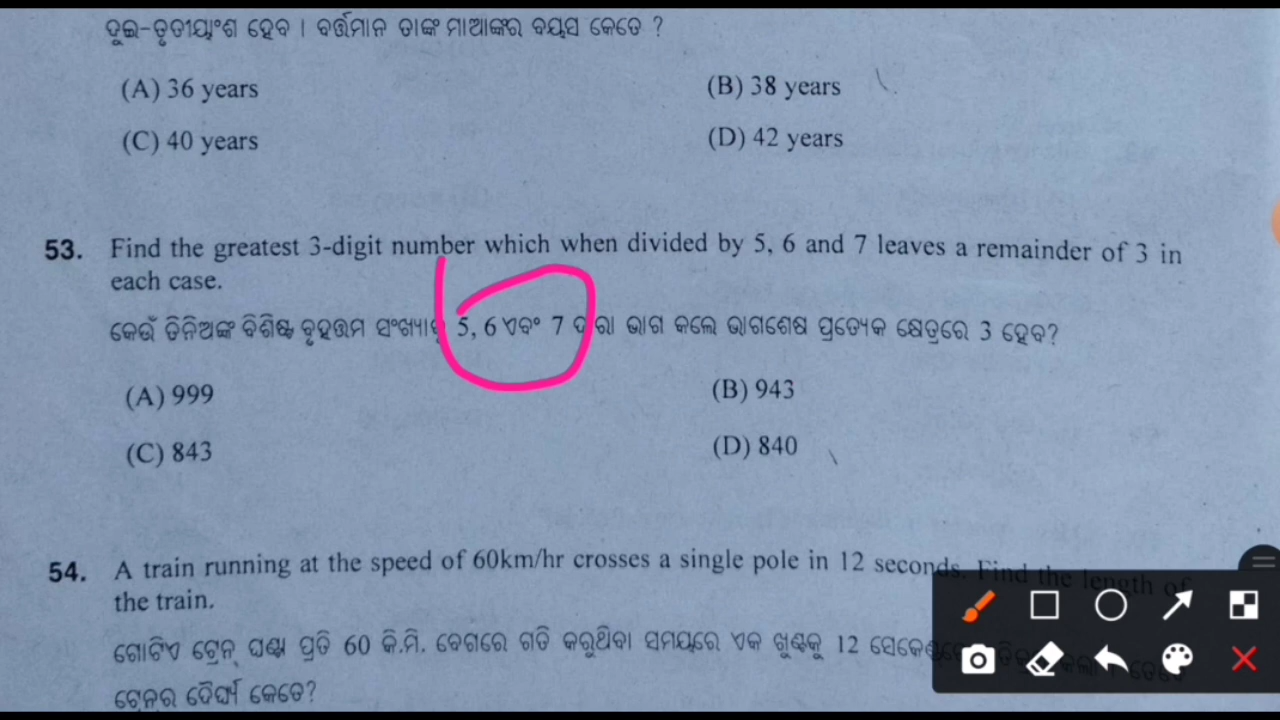 ଦୁଇ-ତୃତୀୟାଂଶ ହେବ । ବର୍ତ୍ତମାନ ତାଙ୍କ ମାଆଙ୍କର ବୟସ କେତେ ?
(A) 36 years (B) 38 years
(C) 40 years (D) 42 years
53. Find the greatest 3-digit number which when divided by 5, 6 and 7 leaves a remainder of 3 in
each case.
କେଉଁ ତିନିଅଙ୍କ ବିଶିଷ୍ଟ ବୃହତ୍ତମ ସଂଖ୍ୟାକୁ 5, 6 ଏବଂ 7 ଦ୍ୱାରା ଭାଗ କଲେ ଭାଗଶେଷ ପ୍ରତ୍ୟେକ କ୍ଷେତ୍ରରେ 3 ହେବ?
(A) 999 (B) 943
(C) 843 (D) 840
54. A train running at the speed of 60km/hr crosses a single pole in 12 seconds. Find the length of
the train.
ଗୋଟିଏ ଟ୍ରେନ୍ ଘଣ୍ଟା ପ୍ରତି 60 କି.ମି. ବେଗରେ ଗତି କରୁଥିବା ସମୟରେ ଏକ ଖୁଣ୍ଟକୁ 12
ଟ୍ରେନ୍‌ର ଦୈର୍ଘ୍ୟ କେତେ?